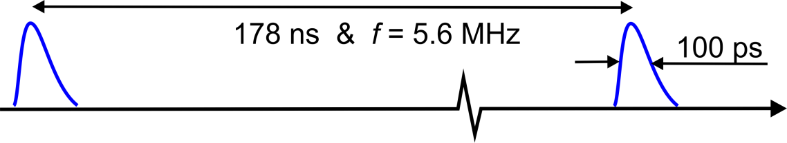 178 ns & f = 5.6 MHz
100 ps